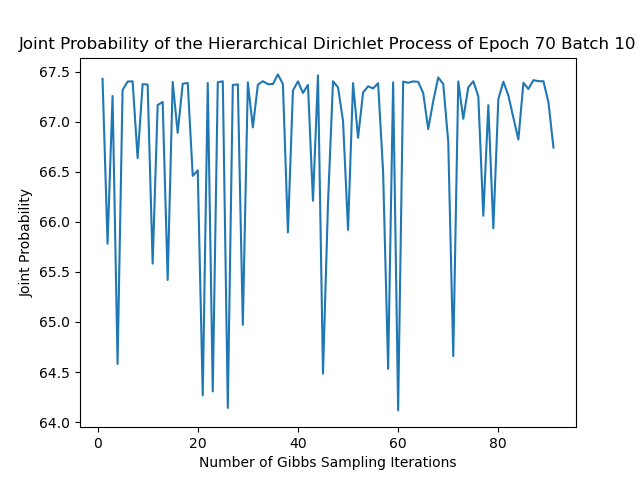 Joint Probability of the Hierarchical Dirichlet Process of Epoch 70 Batch 10
67.5
67.0
66.5
66.0
65.5
65.0
64.5
64.0
Joint Probability
0 20 40 60 80
Number of Gibbs Sampling Iterations